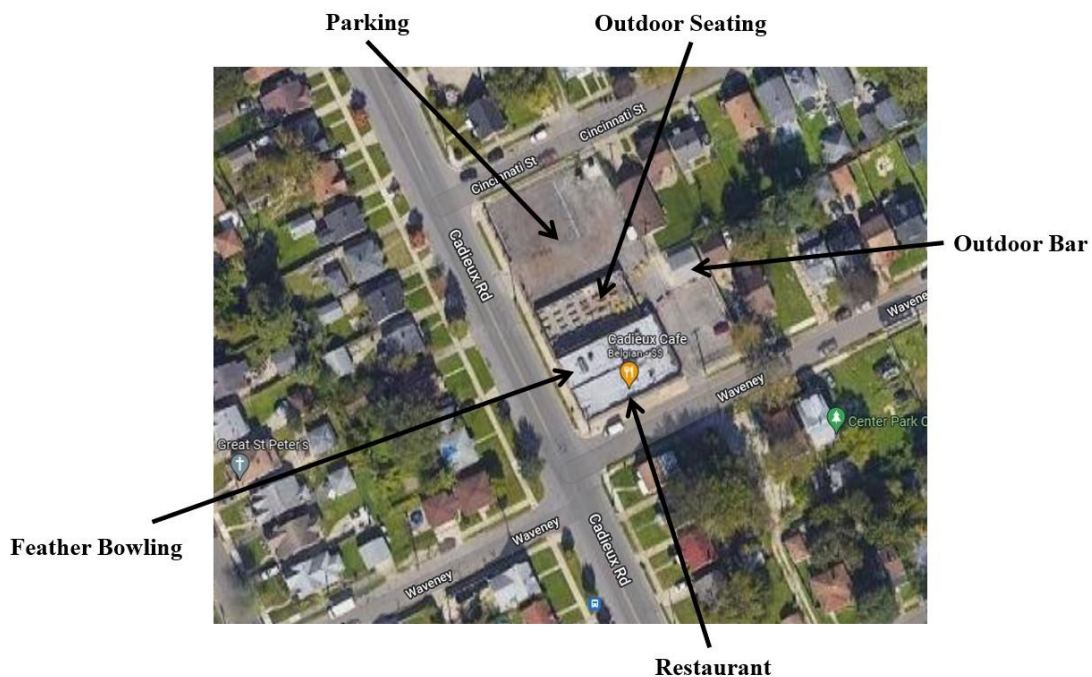 Parking
Outdoor Seating
Cincinnati St
Cincinnati St
Cadieux Rd
Outdoor Bar
Waveney
Cadieux Cafe
Belgian • $$
Waveney
Center Park C
Great St Peter's
Feather Bowling
Waveney
Cadieux Rd
Restaurant